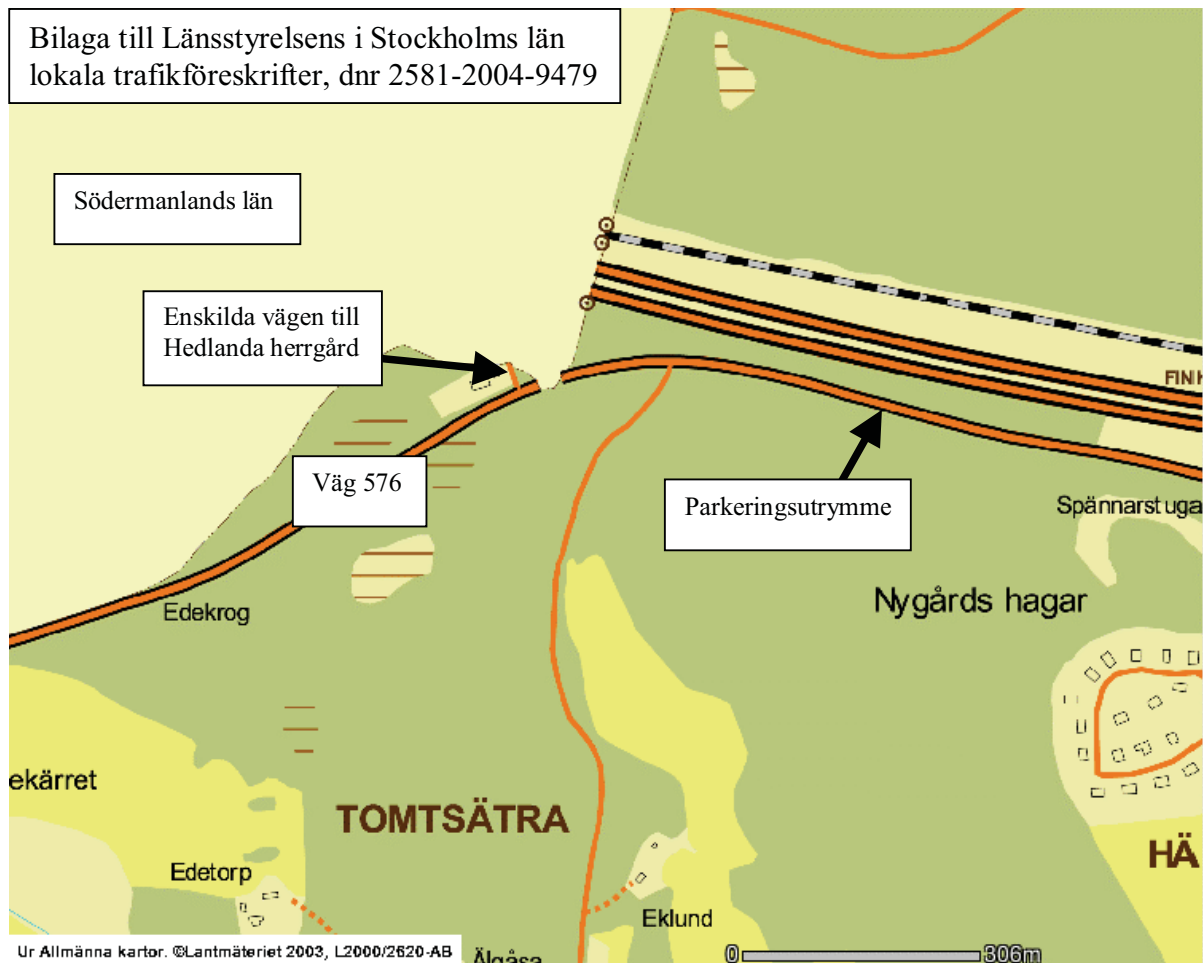 Bilaga till Länsstyrelsens i Stockholms län
lokala trafikföreskrifter, dnr 2581-2004-9479
Södermanlands län
Enskilda vägen till
Hedlanda herrgård
FINI
Väg 576
Parkeringsutrymme
Spännarstuga
Nygårds hagar
Edekrog
ekärret
TOMTSÄTRA
HÄ
Edetorp
Eklund
Älgåsa
Ur Allmänna kartor. ©Lantmäteriet 2003, L2000/2620-AB
0 306m